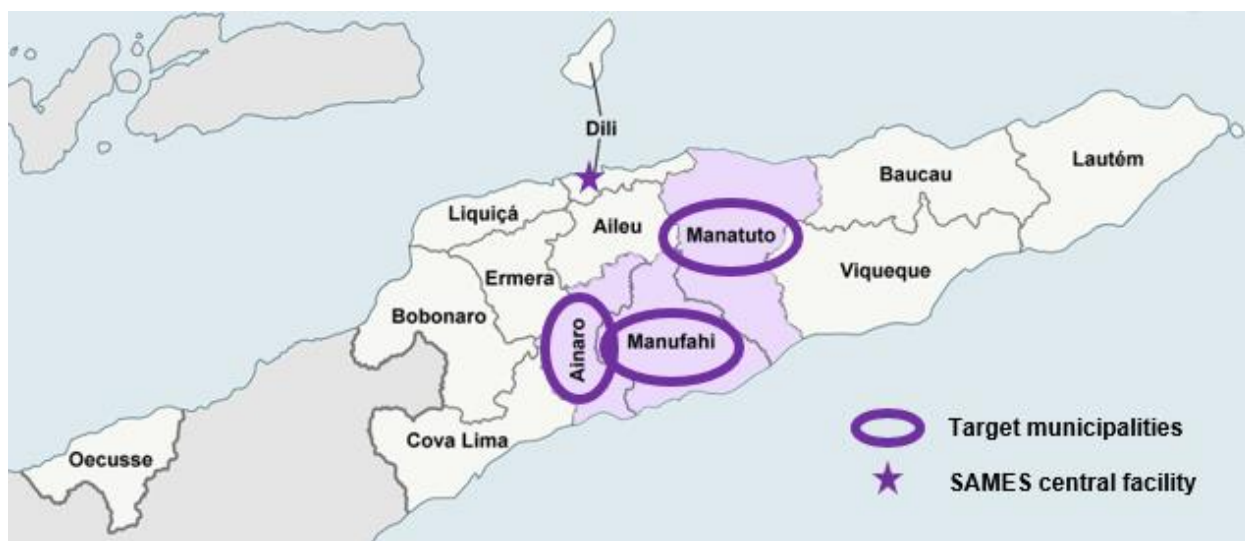 Dili
Lautém
Baucau
Liquiçá
Aileu
Manatuto
Viqueque
Ermera
Bobonaro
Ainaro
Manufahi
Cova Lima
Oecusse
Target municipalities
SAMES central facility